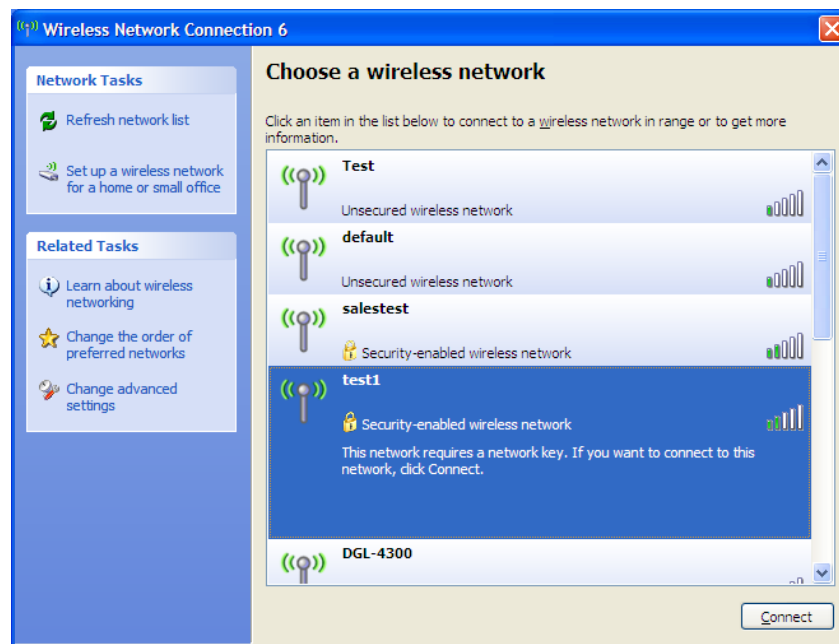 Wireless Network Connection 6
Network Tasks
Refresh network list
Set up a wireless network
for a home or small office
Related Tasks
Learn about wireless
networking
Change the order of
preferred networks
Change advanced
settings
Choose a wireless network
Click an item in the list below to connect to a wireless network in range or to get more
information.
Test
Unsecured wireless network
default
Unsecured wireless network
salestest
Security-enabled wireless network
test1
Security-enabled wireless network
This network requires a network key. If you want to connect to this
network, click Connect.
DGL-4300
Connect